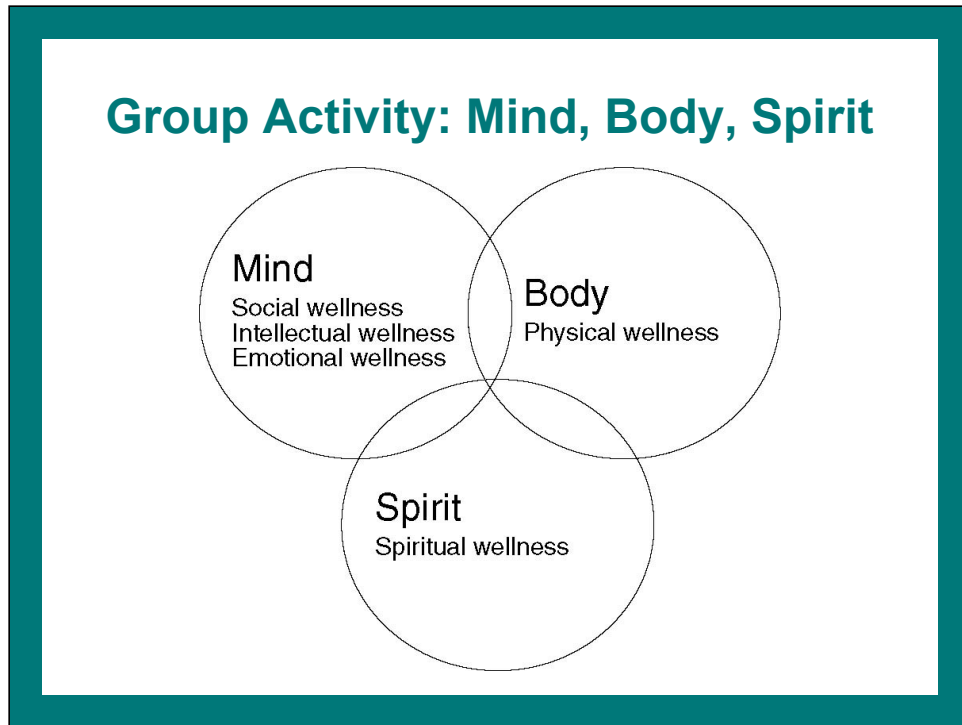 Group Activity: Mind, Body, Spirit
Mind
Social wellness
Intellectual wellness
Emotional wellness
Body
Physical wellness
Spirit
Spiritual wellness